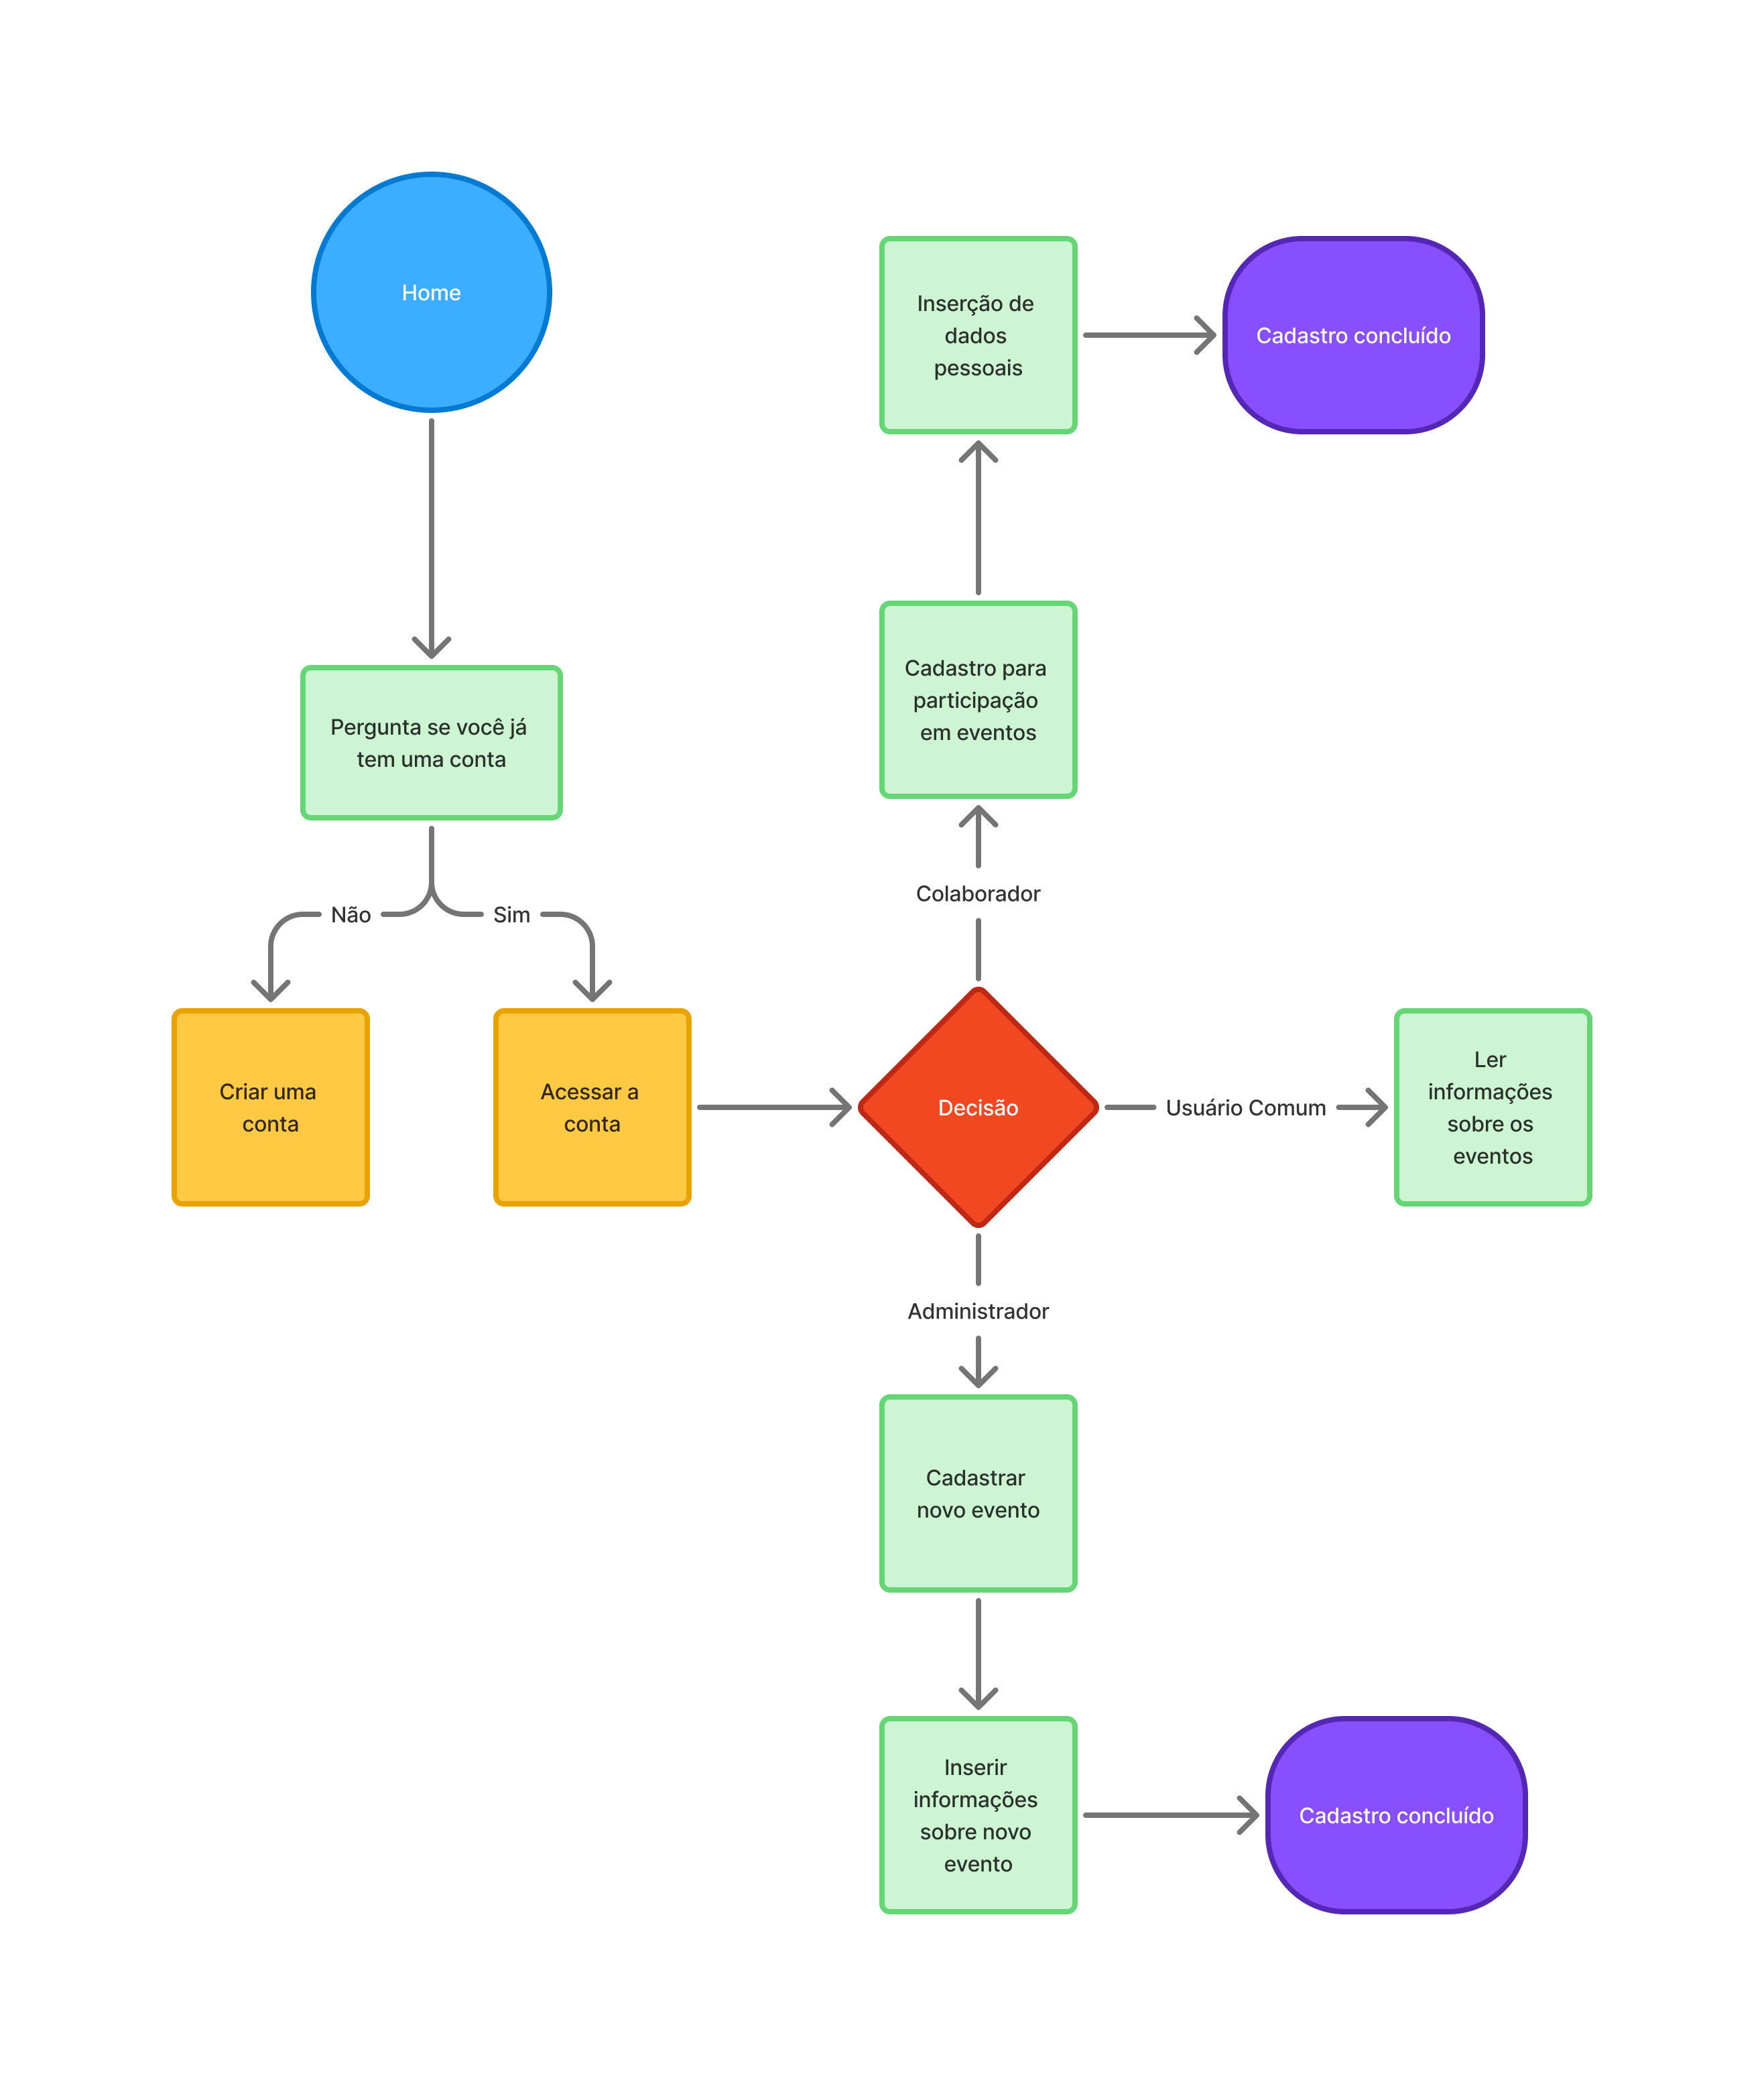 Home
Pergunta se você já
tem uma conta
Não
Sim
Criar uma
conta
Acessar a
conta
Decisão
Colaborador
Cadastro para
participação
em eventos
Inserção de
dados
pessoais
Cadastro concluído
Usuário Comum
Ler
informações
sobre os
eventos
Administrador
Cadastrar
novo evento
Inserir
informações
sobre novo
evento
Cadastro concluído